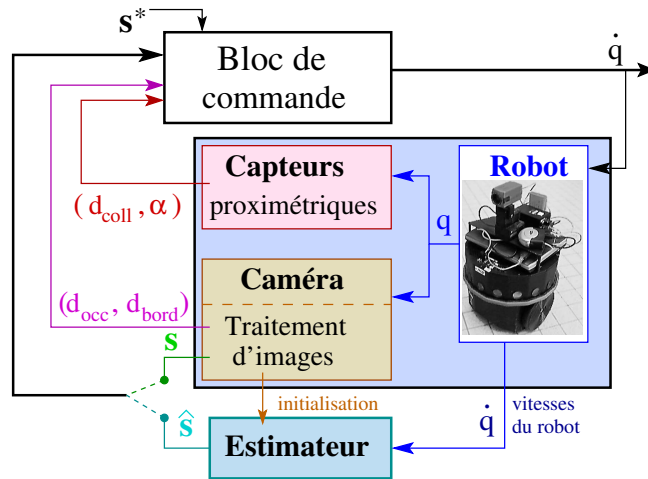 s*
q̇
Bloc de
commande
Capteurs
proximétriques
Robot
(d_coll, α)
q
Caméra
(d_occ, d_bord)
Traitement
d'images
s
initialisation
q̇
vitesses
du robot
ŝ
Estimateur